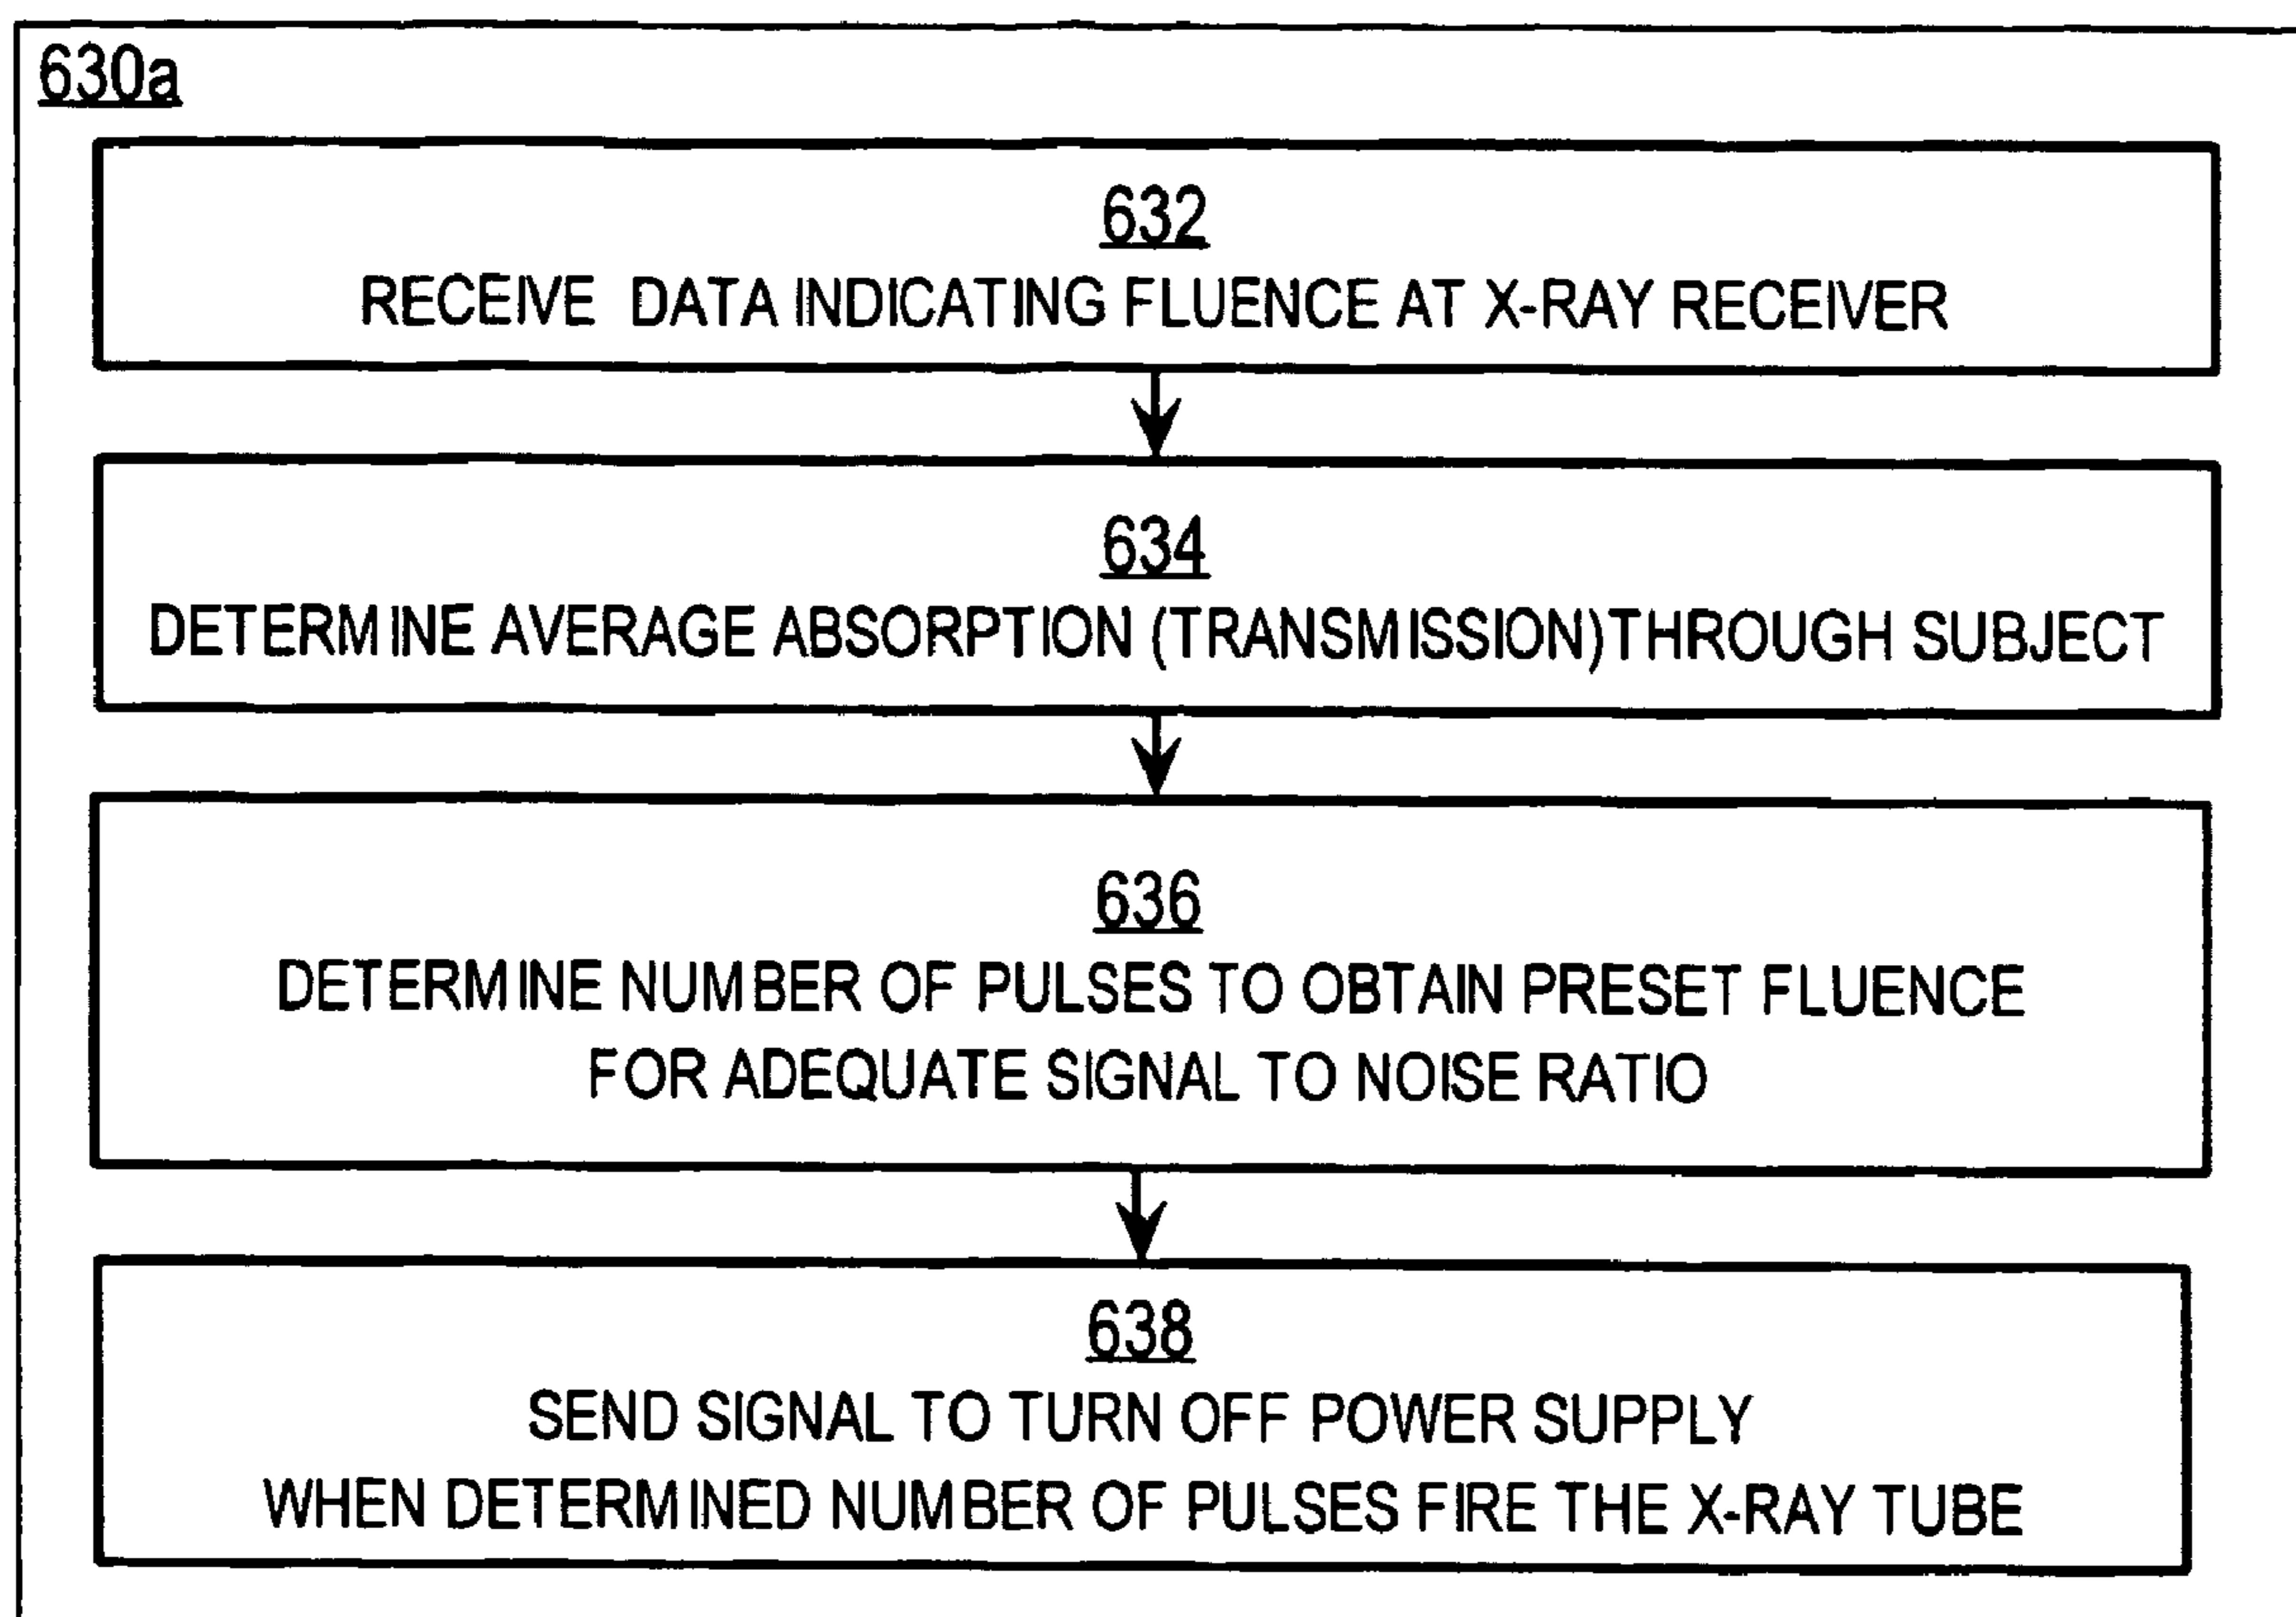 630a
632
RECEIVE DATA INDICATING FLUENCE AT X-RAY RECEIVER
634
DETERMINE AVERAGE ABSORPTION (TRANSMISSION)THROUGH SUBJECT
636
DETERMINE NUMBER OF PULSES TO OBTAIN PRESET FLUENCE
FOR ADEQUATE SIGNAL TO NOISE RATIO
638
SEND SIGNAL TO TURN OFF POWER SUPPLY
WHEN DETERMINED NUMBER OF PULSES FIRE THE X-RAY TUBE